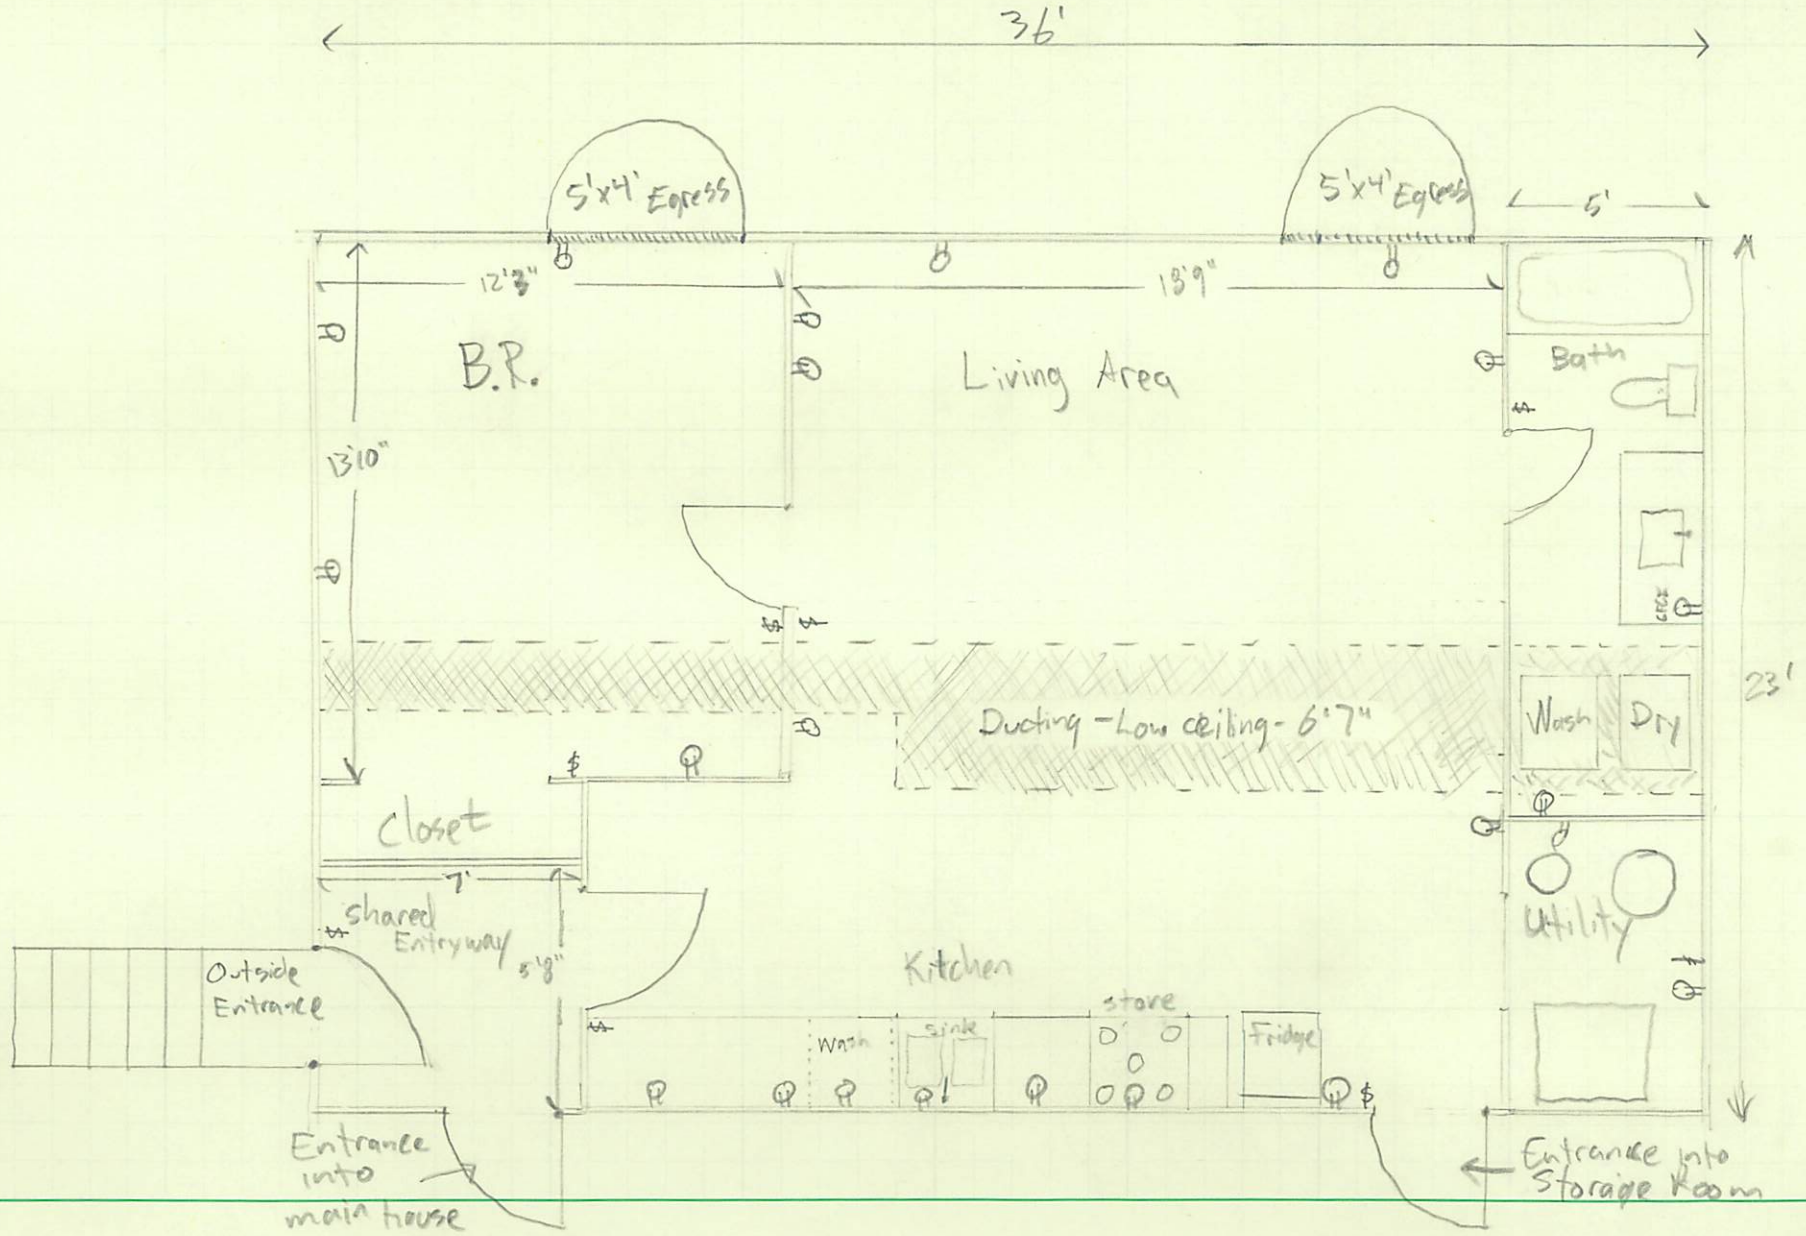 36'
5'x4' Egress
5'x4' Egress
5'
12'3"
18'9"
B.R.
Living Area
Bath
13'10"
GFCI
23'
Ducting - Low ceiling - 6'7"
Wash
Dry
Closet
7'
shared
Entryway
5'8"
Utility
Outside
Entrance
Kitchen
stove
Wash
sink
Fridge
Entrance
into
main house
Entrance into
Storage Room